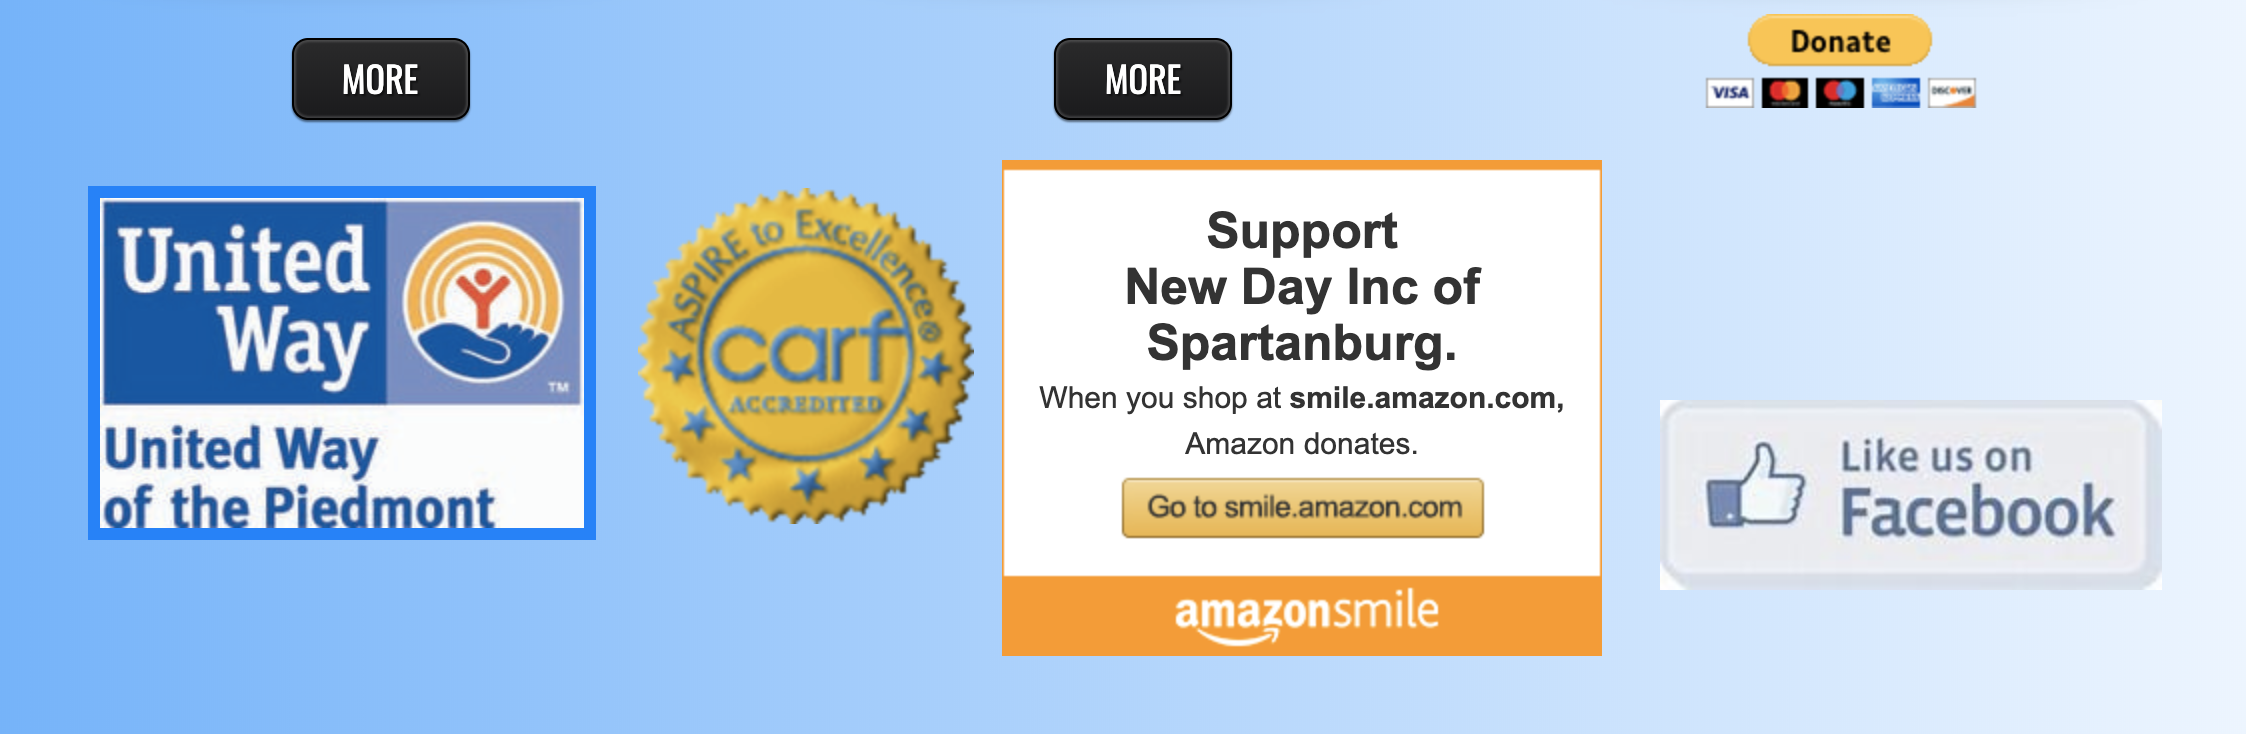 MORE
MORE
Donate
VISA
DISCOVER
United
Way
TM
United Way
of the Piedmont
ASPIRE to Excellence®
carf
ACCREDITED
Support
New Day Inc of
Spartanburg.
When you shop at smile.amazon.com,
Amazon donates.
Go to smile.amazon.com
amazonsmile
Like us on
Facebook